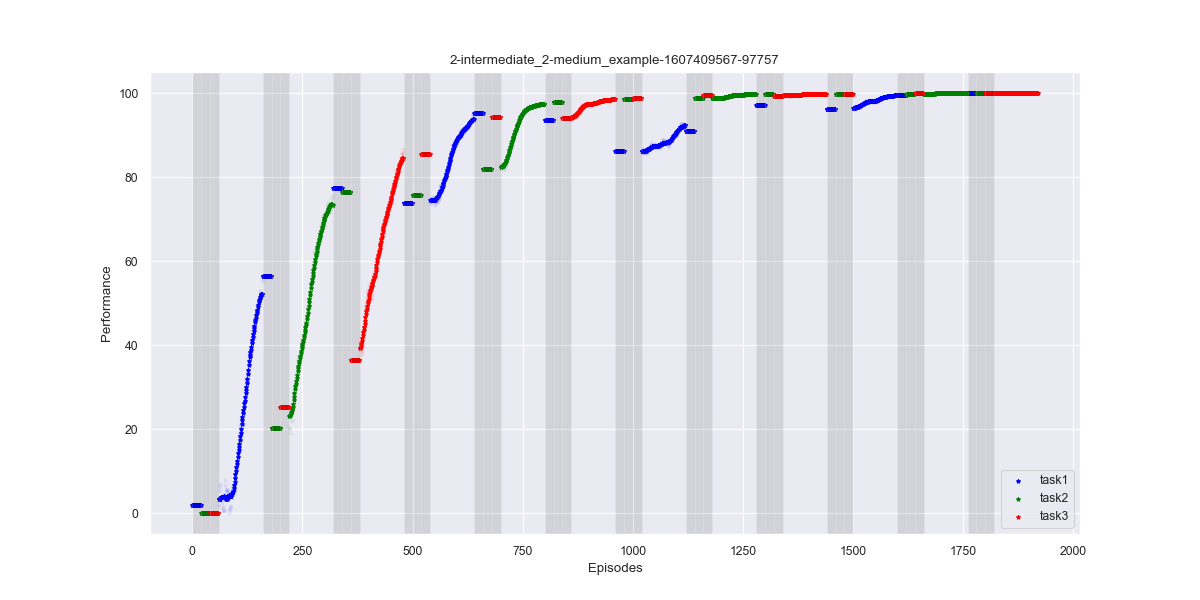 2-intermediate_2-medium_example-1607409567-97757
Performance
100
80
60
40
20
0
0 250 500 750 1000 1250 1500 1750 2000
Episodes
task1
task2
task3